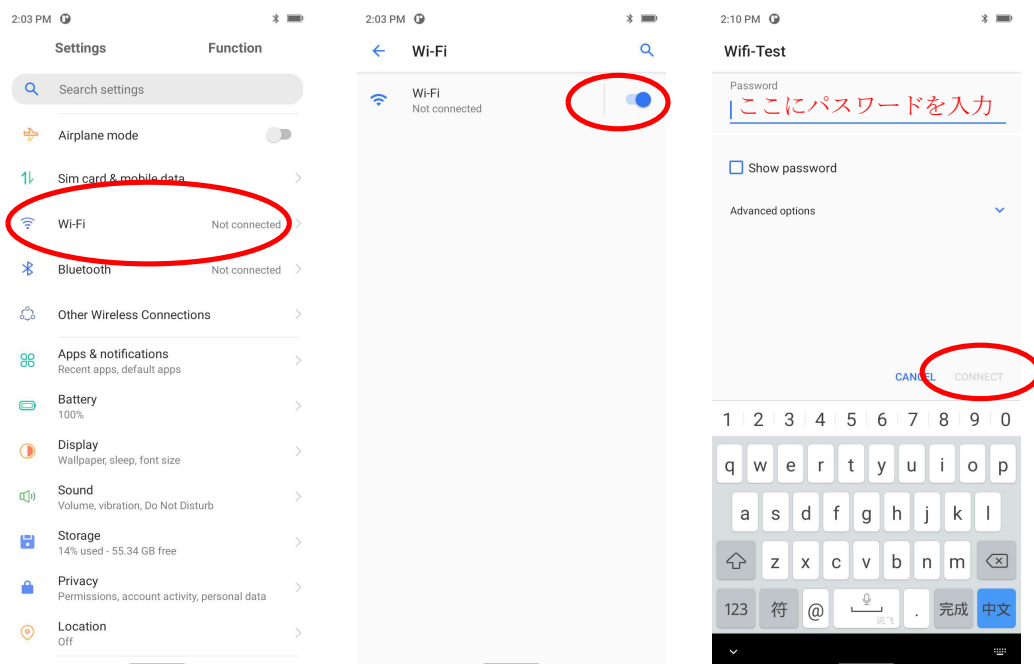 2:03 PM
Settings
Function
Search settings
Airplane mode
Sim card & mobile data
Wi-Fi
Not connected
Bluetooth
Not connected
Other Wireless Connections
Apps & notifications
Recent apps, default apps
Battery
100%
Display
Wallpaper, sleep, font size
Sound
Volume, vibration, Do Not Disturb
Storage
14% used - 55.34 GB free
Privacy
Permissions, account activity, personal data
Location
Off
2:03 PM
Wi-Fi
Wi-Fi
Not connected
2:10 PM
Wifi-Test
Password
ここにパスワードを入力
Show password
Advanced options
CANCEL CONNECT
1 2 3 4 5 6 7 8 9 0
q w e r t y u i o p
a s d f g h j k l
z x c v b n m
123 符 @ 讯飞 . 完成 中文